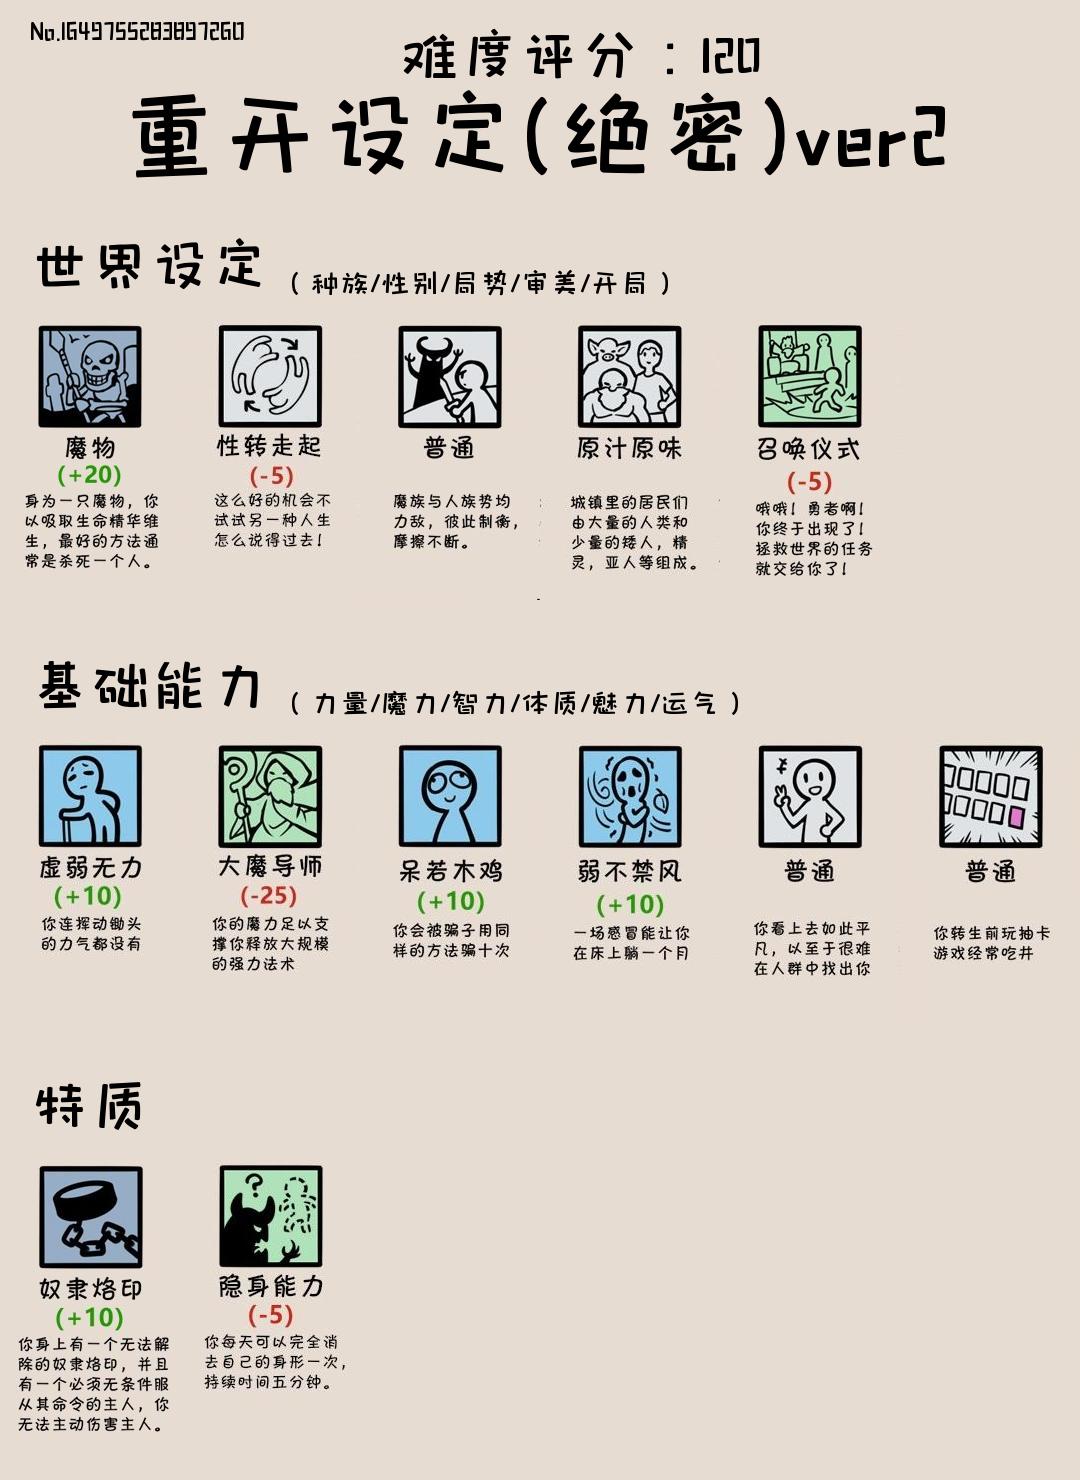 No.1649755283897260
难度评分：120
重开设定(绝密)ver2
世界设定（种族/性别/局势/审美/开局）
魔物
(+20)
身为一只魔物，你
以吸取生命精华维
生，最好的方法通
常是杀死一个人。
性转走起
(-5)
这么好的机会不
试试另一种人生
怎么说得过去！
普通
魔族与人族势均
力敌，彼此制衡，
摩擦不断。
原汁原味
城镇里的居民们
由大量的人类和
少量的矮人，精
灵，亚人等组成。
召唤仪式
(-5)
哦哦！勇者啊！
你终于出现了！
拯救世界的任务
就交给你了！
基础能力（力量/魔力/智力/体质/魅力/运气）
虚弱无力
(+10)
你连挥动锄头
的力气都没有
大魔导师
(-25)
你的魔力足以支
撑你释放大规模
的强力法术
呆若木鸡
(+10)
你会被骗子用同
样的方法骗十次
弱不禁风
(+10)
一场感冒能让你
在床上躺一个月
普通
你看上去如此平
凡，以至于很难
在人群中找出你
普通
你转生前玩抽卡
游戏经常吃井
特质
奴隶烙印
(+10)
你身上有一个无法解
除的奴隶烙印，并且
有一个必须无条件服
从其命令的主人，你
无法主动伤害主人。
隐身能力
(-5)
你每天可以完全消
去自己的身形一次，
持续时间五分钟。